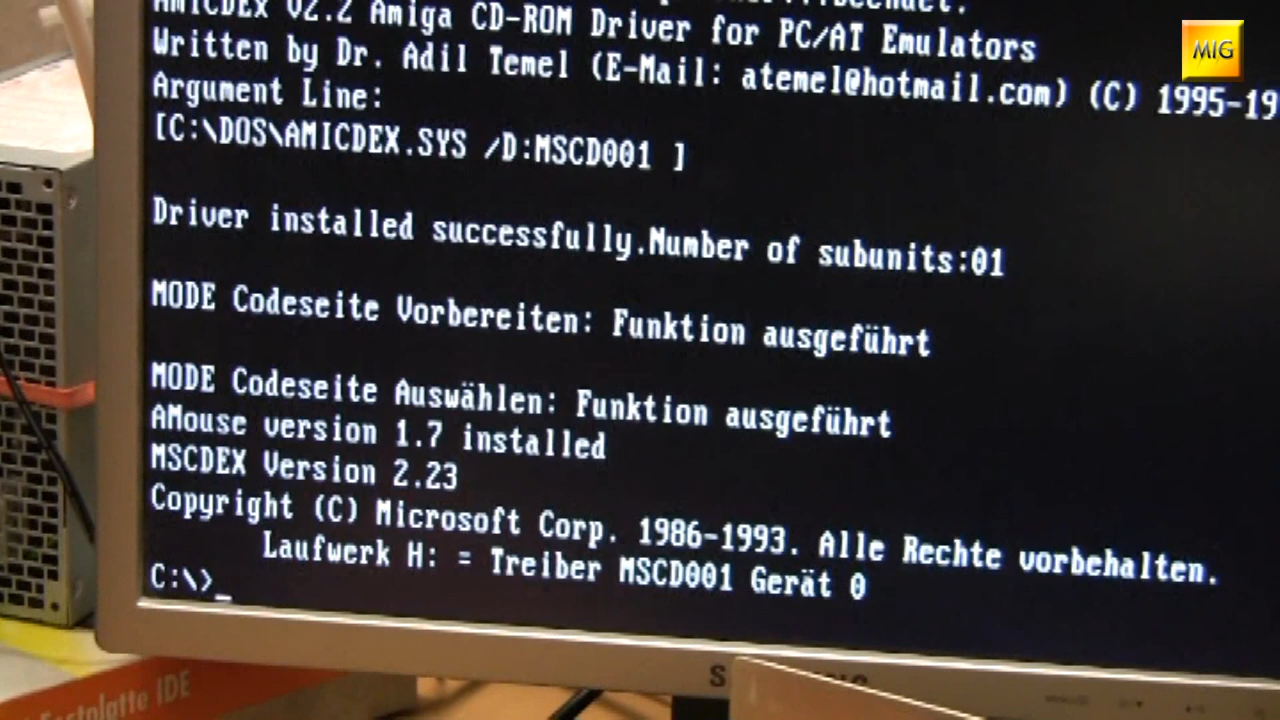 AMICDEX V2.2 Amiga CD-ROM Driver for PC/AT Emulators
Written by Dr. Adil Temel (E-Mail: atemel@hotmail.com) (C) 1995-19
Argument Line:
[C:\DOS\AMICDEX.SYS /D:MSCD001 ]
Driver installed successfully.Number of subunits:01
MODE Codeseite Vorbereiten: Funktion ausgeführt
MODE Codeseite Auswählen: Funktion ausgeführt
AMouse version 1.7 installed
MSCDEX Version 2.23
Copyright (C) Microsoft Corp. 1986-1993. Alle Rechte vorbehalten.
Laufwerk H: = Treiber MSCD001 Gerät 0
C:\>_
MIG
Festplatte IDE